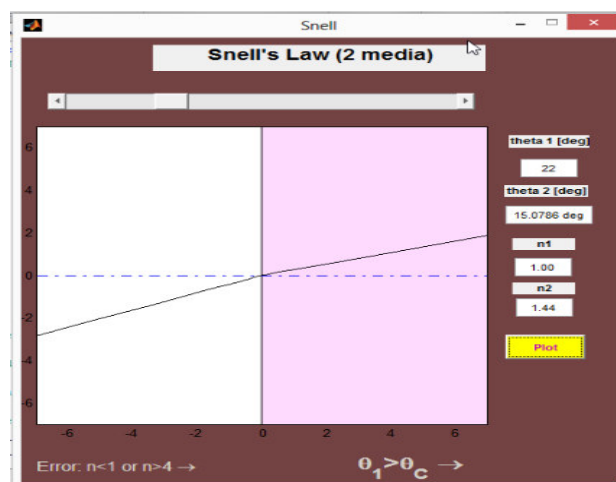 Snell
Snell's Law (2 media)
theta 1 [deg]
22
theta 2 [deg]
15.0786 deg
n1
1.00
n2
1.44
Plot
6
4
2
0
-2
-4
-6
-6 -4 -2 0 2 4 6
Error: n<1 or n>4 →
θ1>θC →